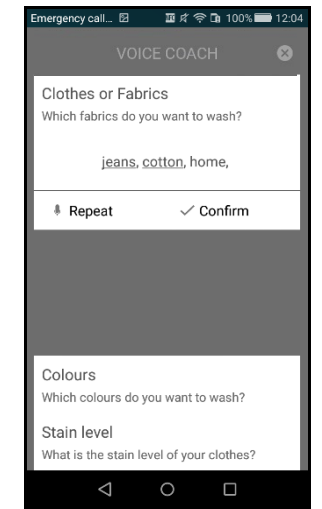 Emergency call... 100% 12:04
VOICE COACH
Clothes or Fabrics
Which fabrics do you want to wash?
jeans, cotton, home,
Repeat Confirm
Colours
Which colours do you want to wash?
Stain level
What is the stain level of your clothes?